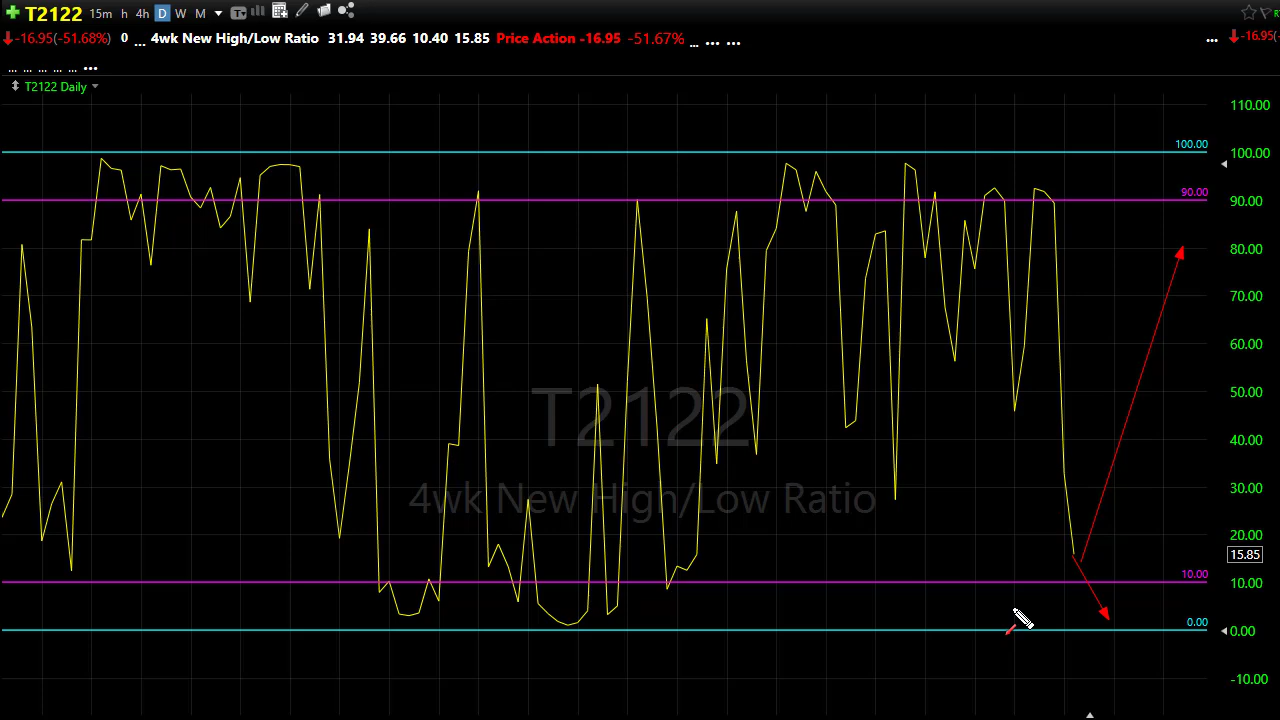 T2122 15m h 4h D W M T
-16.95(-51.68%) 0 ... 4wk New High/Low Ratio 31.94 39.66 10.40 15.85 Price Action -16.95 -51.67% ... ... ... ... -16.95(-
... ... ... ... ... ...
T2122 Daily
110.00
100.00 100.00
90.00 90.00
80.00
70.00
60.00
50.00
T2122
40.00
4wk New High/Low Ratio
30.00
20.00
15.85
10.00 10.00
0.00 0.00
-10.00